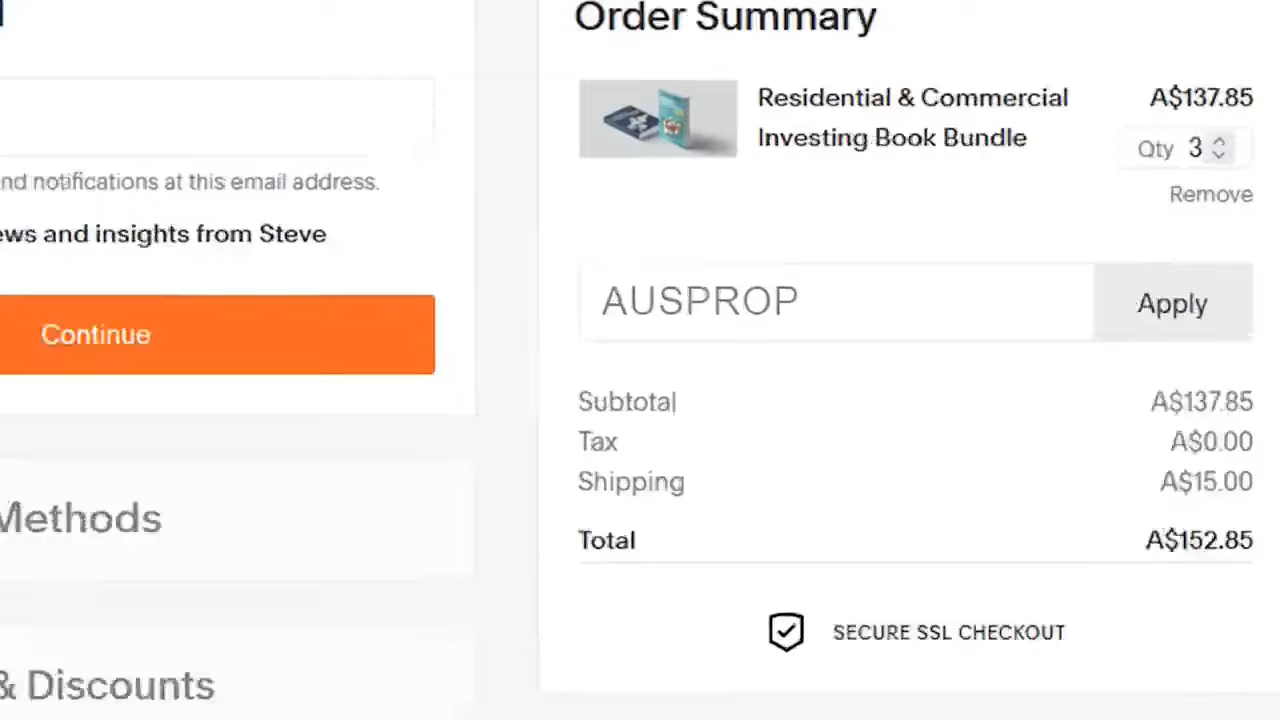 Order Summary
Residential & Commercial
Investing Book Bundle
A$137.85
Qty 3
Remove
nd notifications at this email address.
ews and insights from Steve
Continue
AUSPROP
Apply
Subtotal A$137.85
Tax A$0.00
Shipping A$15.00
Total A$152.85
SECURE SSL CHECKOUT
Methods
& Discounts